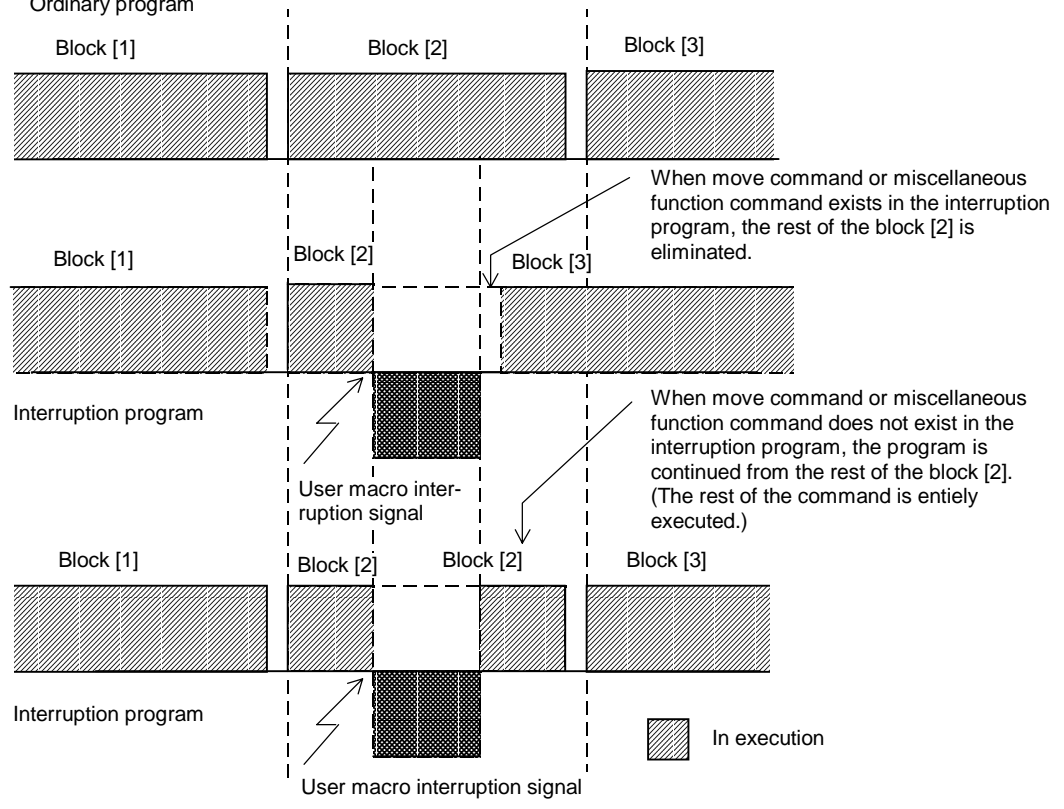 Ordinary program
Block [1]
Block [2]
Block [3]
When move command or miscellaneous
function command exists in the interruption
program, the rest of the block [2] is
eliminated.
Block [1]
Block [2]
Block [3]
Interruption program
User macro inter-
ruption signal
When move command or miscellaneous
function command does not exist in the
interruption program, the program is
continued from the rest of the block [2].
(The rest of the command is entiely
executed.)
Block [1]
Block [2]
Block [2]
Block [3]
Interruption program
User macro interruption signal
In execution